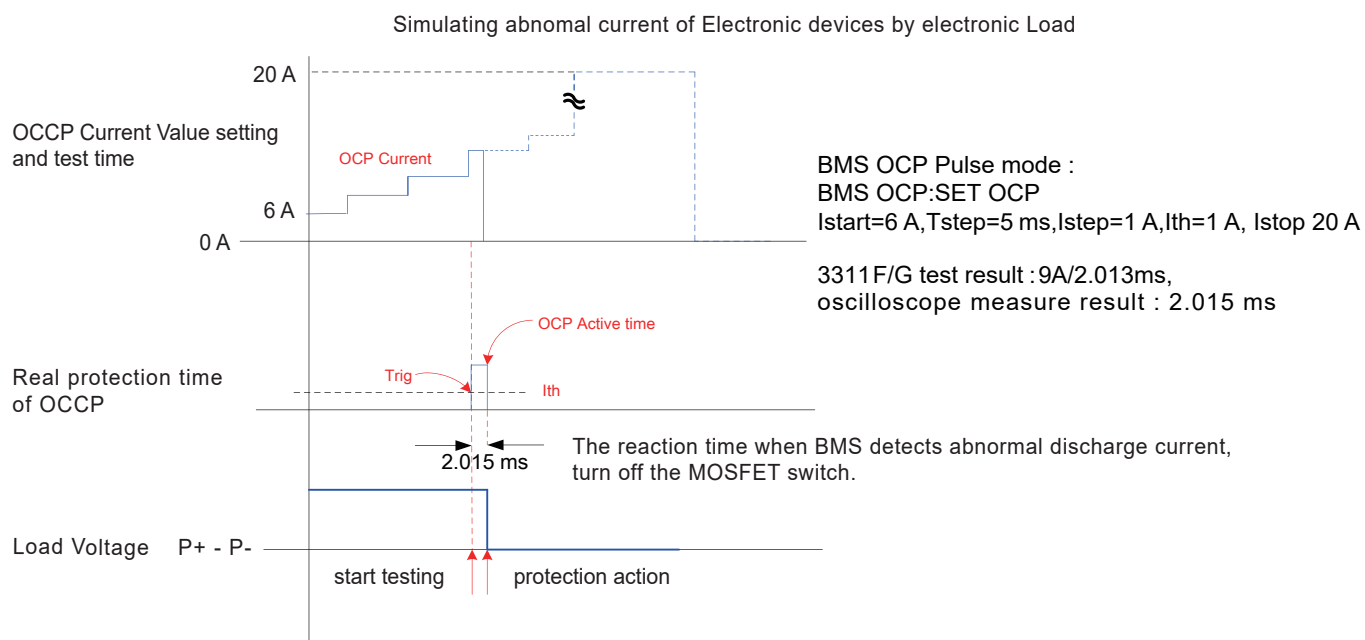 Simulating abnomal current of Electronic devices by electronic Load
20 A
OCCP Current Value setting
and test time
OCP Current
6 A
0 A
BMS OCP Pulse mode :
BMS OCP:SET OCP
Istart=6 A,Tstep=5 ms,Istep=1 A,Ith=1 A, Istop 20 A
3311F/G test result : 9A/2.013ms,
oscilloscope measure result : 2.015 ms
OCP Active time
Real protection time
of OCCP
Trig
Ith
2.015 ms
The reaction time when BMS detects abnormal discharge current,
turn off the MOSFET switch.
Load Voltage P+ - P-
start testing
protection action